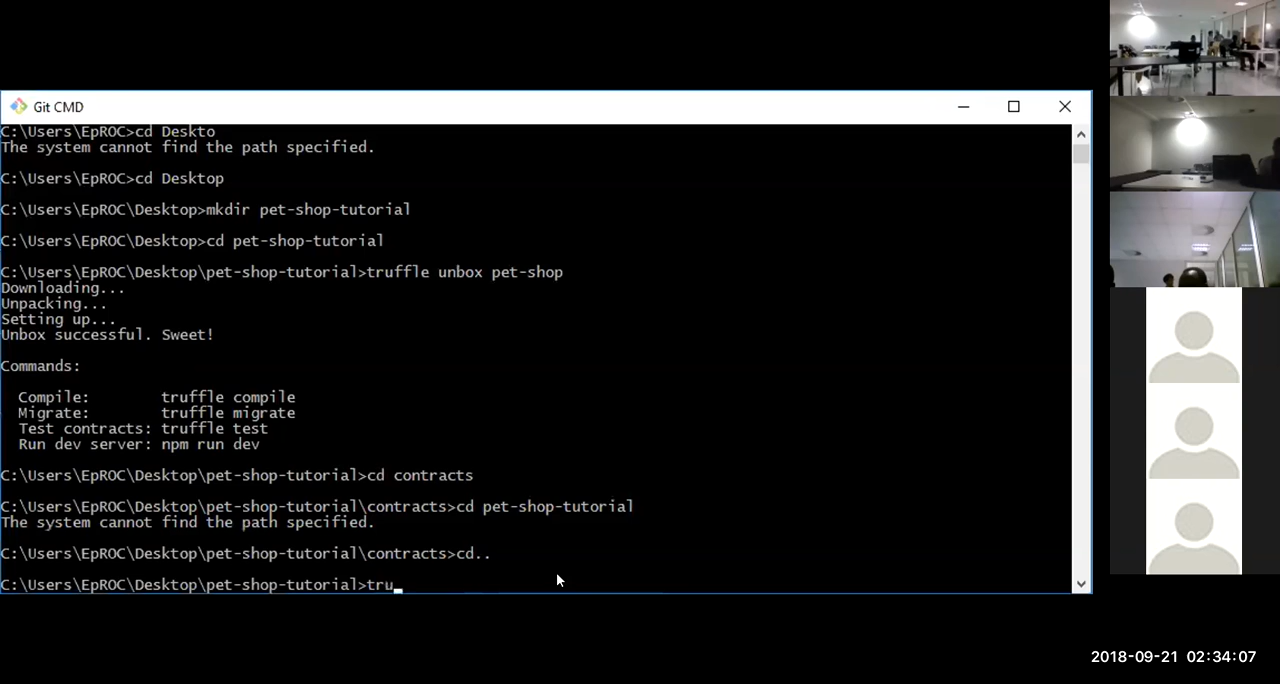 Git CMD
C:\Users\EpROC>cd Deskto
The system cannot find the path specified.
C:\Users\EpROC>cd Desktop
C:\Users\EpROC\Desktop>mkdir pet-shop-tutorial
C:\Users\EpROC\Desktop>cd pet-shop-tutorial
C:\Users\EpROC\Desktop\pet-shop-tutorial>truffle unbox pet-shop
Downloading...
Unpacking...
Setting up...
Unbox successful. Sweet!
Commands:
Compile: truffle compile
Migrate: truffle migrate
Test contracts: truffle test
Run dev server: npm run dev
C:\Users\EpROC\Desktop\pet-shop-tutorial>cd contracts
C:\Users\EpROC\Desktop\pet-shop-tutorial\contracts>cd pet-shop-tutorial
The system cannot find the path specified.
C:\Users\EpROC\Desktop\pet-shop-tutorial\contracts>cd..
C:\Users\EpROC\Desktop\pet-shop-tutorial>tru
2018-09-21 02:34:07